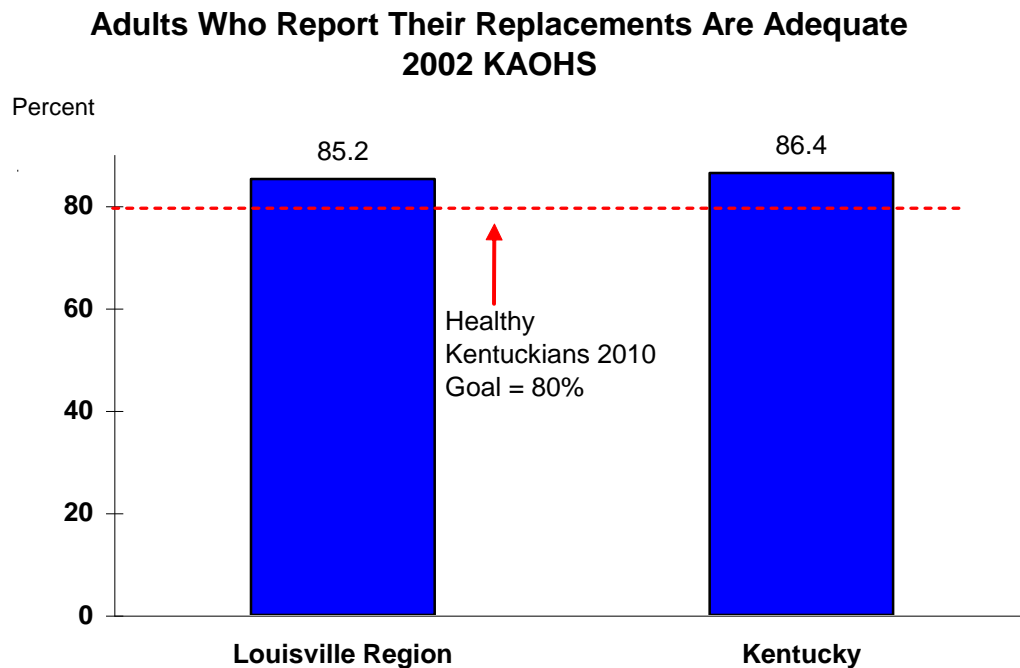 Adults Who Report Their Replacements Are Adequate
2002 KAOHS
Percent
85.2
86.4
80
60
40
20
0
Healthy
Kentuckians 2010
Goal = 80%
Louisville Region
Kentucky